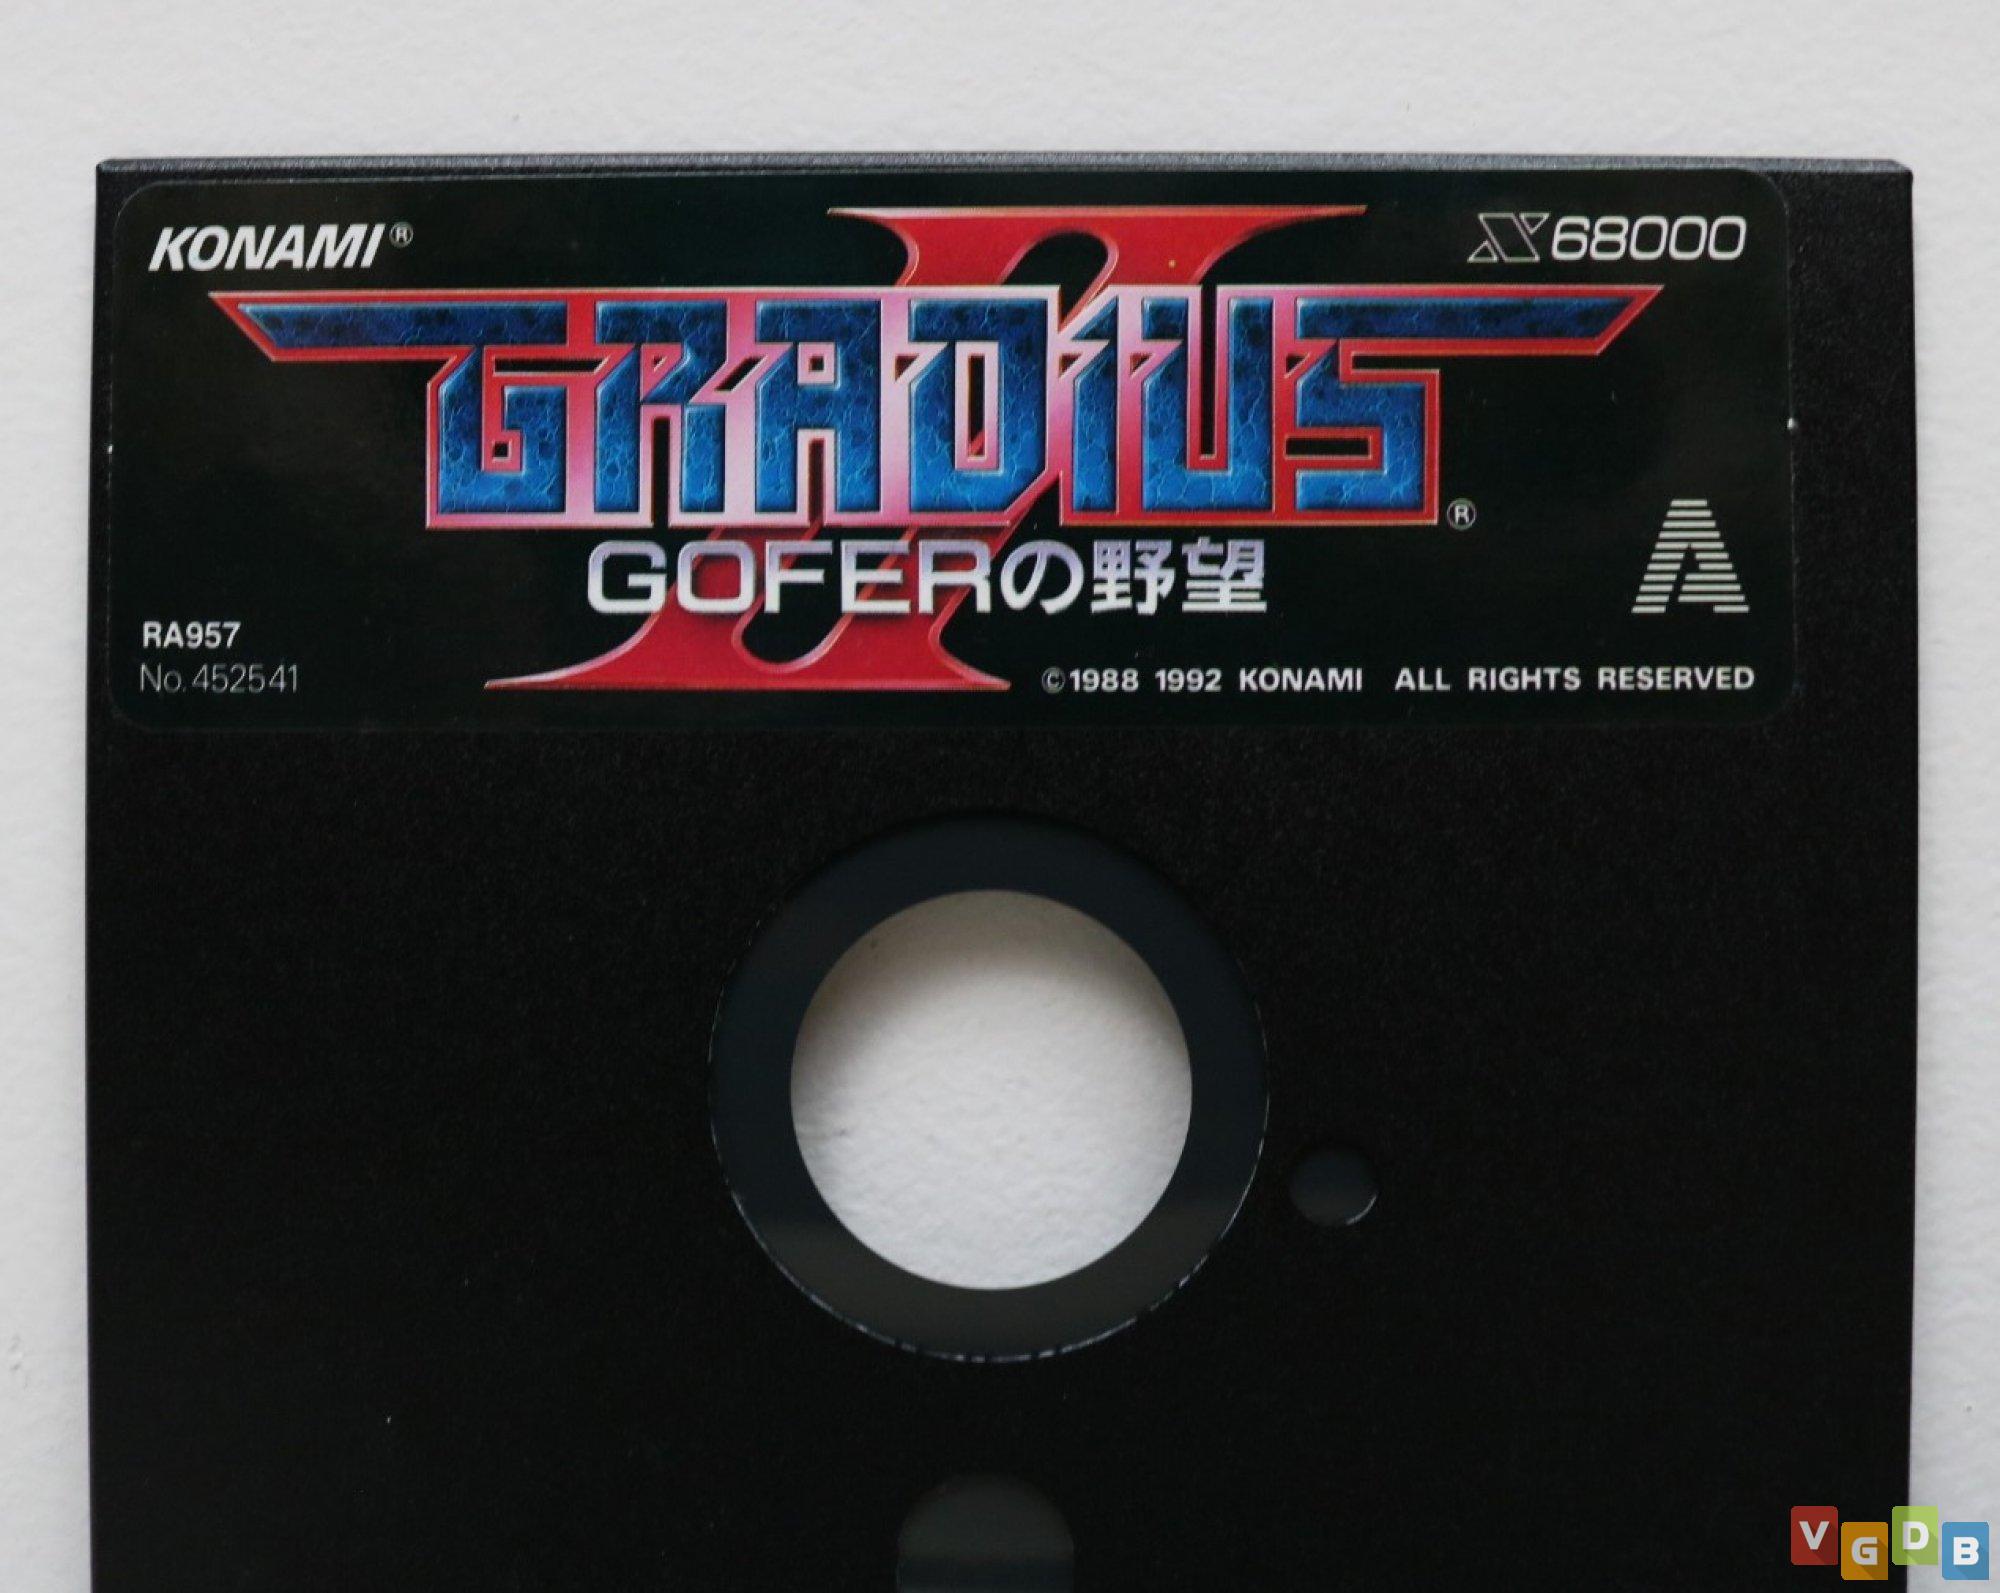 KONAMI®
X68000
II
GRADIUS®
GOFERの野望
A
RA957
No.452541
©1988 1992 KONAMI ALL RIGHTS RESERVED
VGDB